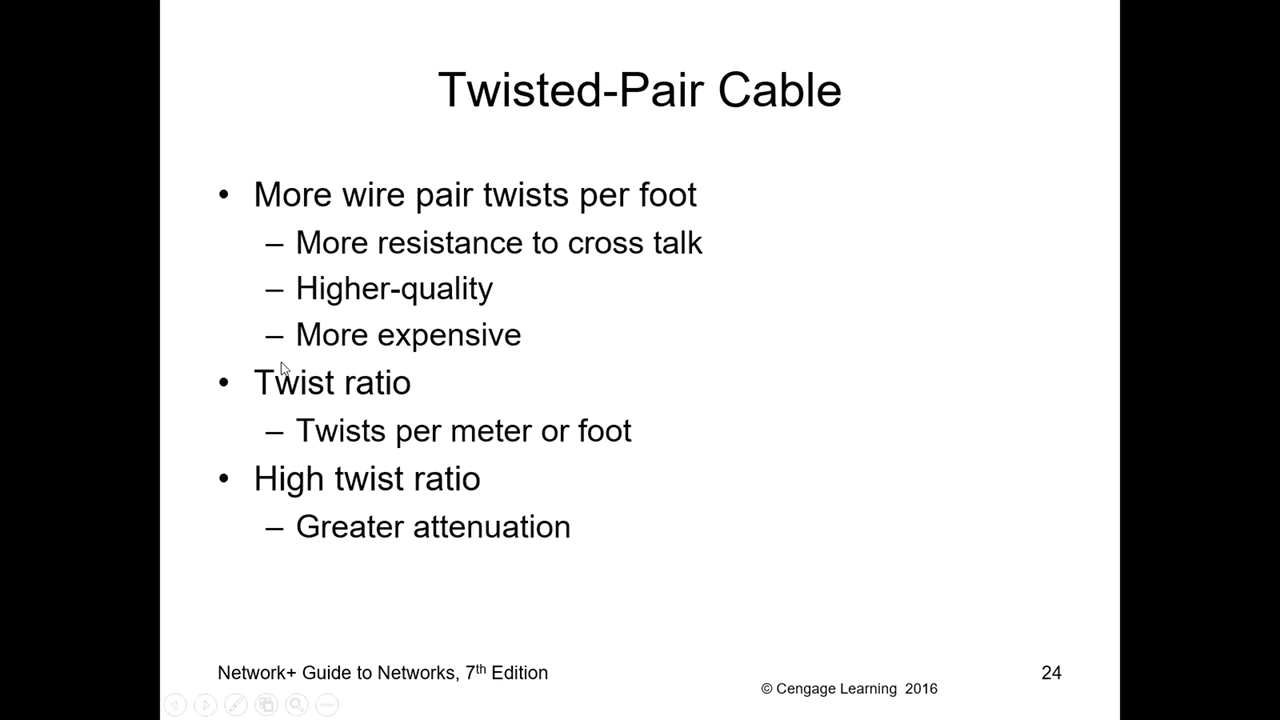 Twisted-Pair Cable
• More wire pair twists per foot
– More resistance to cross talk
– Higher-quality
– More expensive
• Twist ratio
– Twists per meter or foot
• High twist ratio
– Greater attenuation
Network+ Guide to Networks, 7th Edition
24
© Cengage Learning 2016